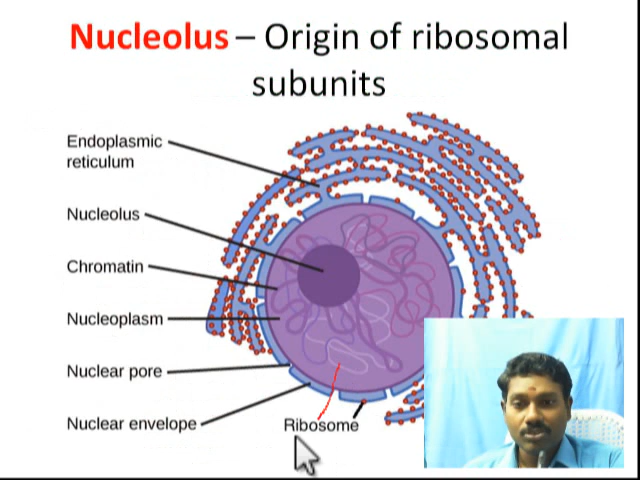 Nucleolus – Origin of ribosomal
subunits
Endoplasmic
reticulum
Nucleolus
Chromatin
Nucleoplasm
Nuclear pore
Nuclear envelope
Ribosome